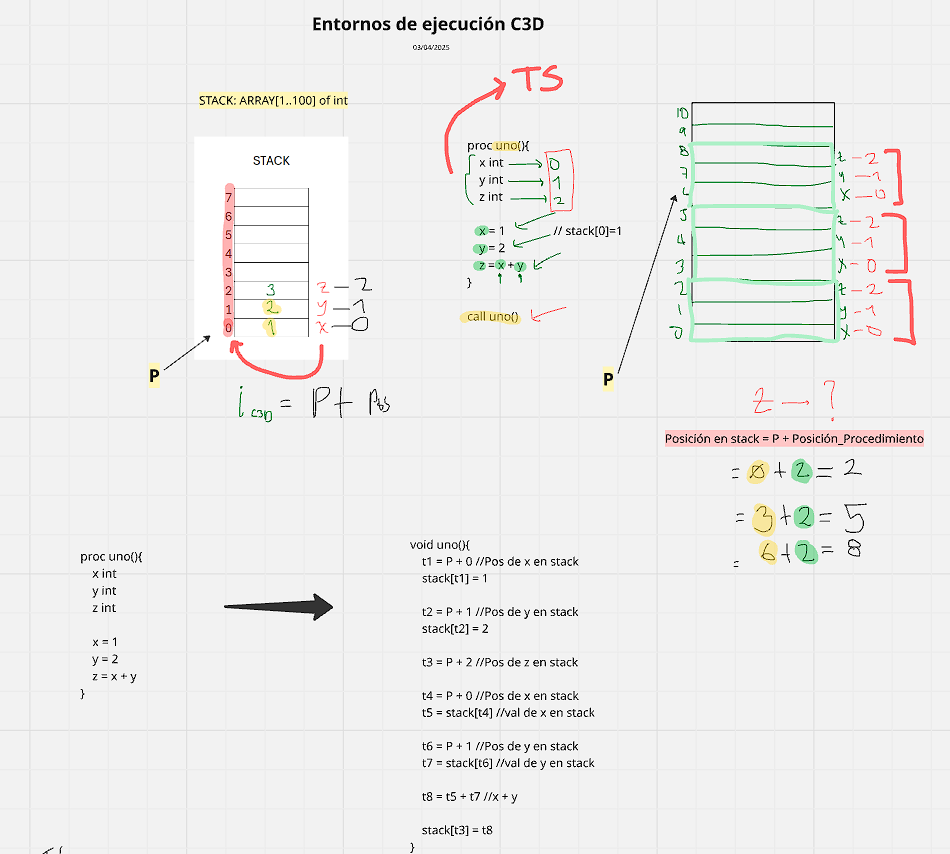 Entornos de ejecución C3D
03/04/2025
STACK: ARRAY[1..100] of int
STACK
7
6
5
4
3
2 3 z — 2
1 2 y — 1
0 1 x — 0
P
i C3D = P + Pos
TS
proc uno(){
x int 0
y int 1
z int 2
x = 1 // stack[0]=1
y = 2
z = x + y
}
call uno()
10
9
8 z — 2
7 y — 1
6 x — 0
5 z — 2
4 y — 1
3 x — 0
2 z — 2
1 y — 1
0 x — 0
P
z → ?
Posición en stack = P + Posición_Procedimiento
= 0 + 2 = 2
= 3 + 2 = 5
= 6 + 2 = 8
proc uno(){
x int
y int
z int
x = 1
y = 2
z = x + y
}
void uno(){
t1 = P + 0 //Pos de x en stack
stack[t1] = 1
t2 = P + 1 //Pos de y en stack
stack[t2] = 2
t3 = P + 2 //Pos de z en stack
t4 = P + 0 //Pos de x en stack
t5 = stack[t4] //val de x en stack
t6 = P + 1 //Pos de y en stack
t7 = stack[t6] //val de y en stack
t8 = t5 + t7 //x + y
stack[t3] = t8
}